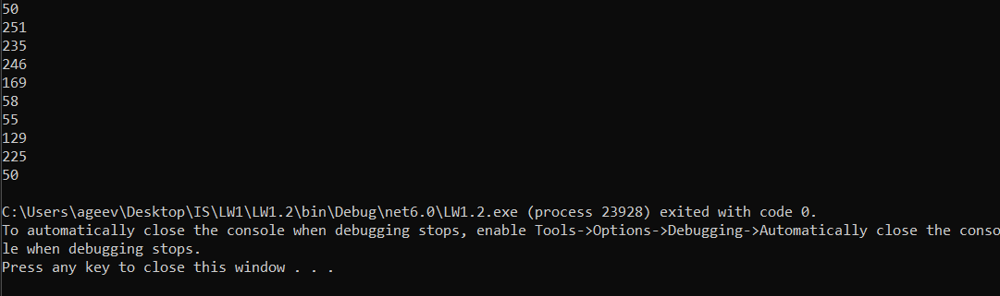 50
251
235
246
169
58
55
129
225
50
C:\Users\ageev\Desktop\IS\LW1\LW1.2\bin\Debug\net6.0\LW1.2.exe (process 23928) exited with code 0.
To automatically close the console when debugging stops, enable Tools->Options->Debugging->Automatically close the conso
le when debugging stops.
Press any key to close this window . . .